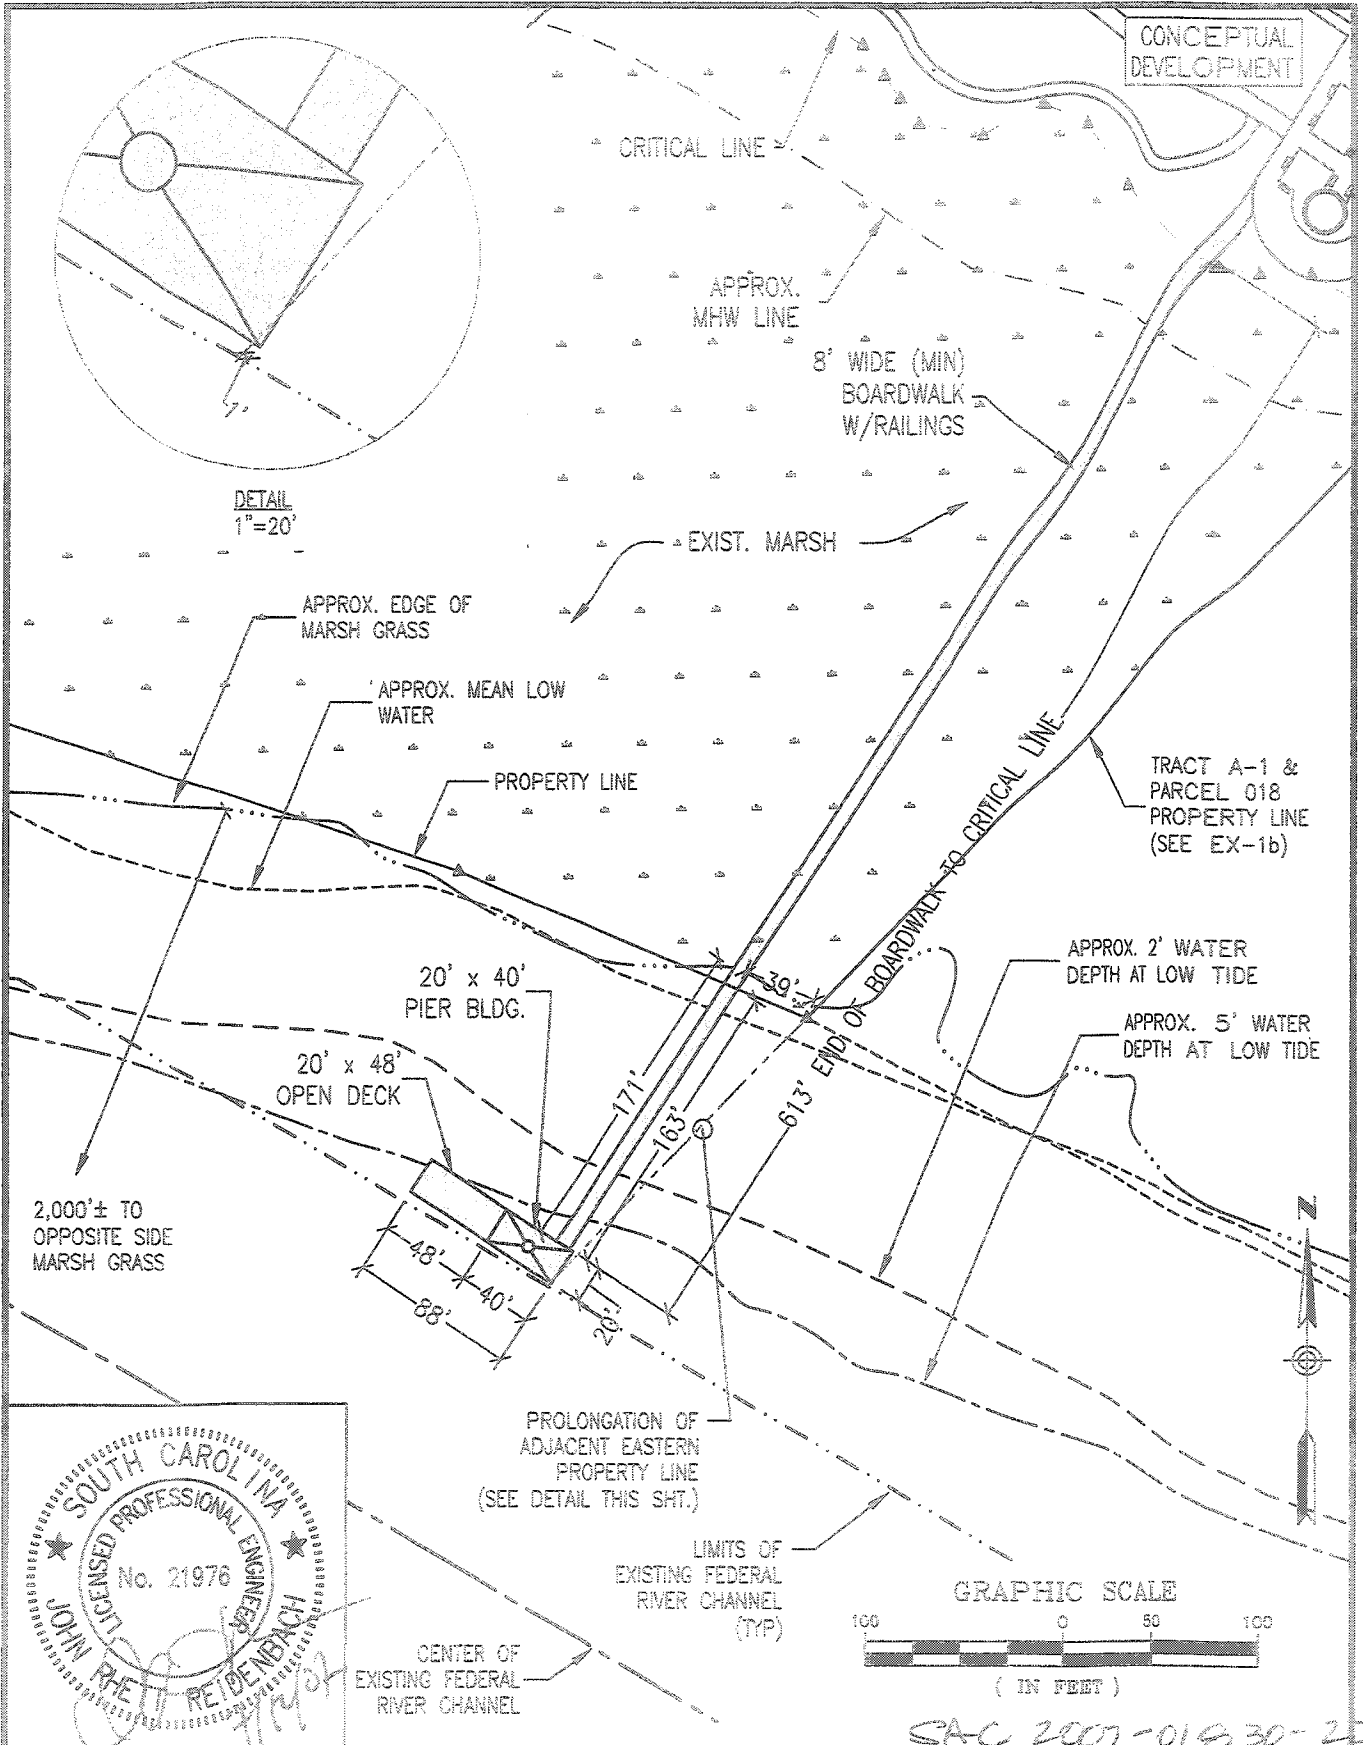 CONCEPTUAL
DEVELOPMENT
CRITICAL LINE
APPROX.
MHW LINE
8' WIDE (MIN)
BOARDWALK
W/RAILINGS
7'
DETAIL
1"=20'
EXIST. MARSH
APPROX. EDGE OF
MARSH GRASS
APPROX. MEAN LOW
WATER
PROPERTY LINE
TRACT A-1 &
PARCEL 018
PROPERTY LINE
(SEE EX-1b)
613' END OF BOARDWALK TO CRITICAL LINE
39'
20' x 40'
PIER BLDG.
APPROX. 2' WATER
DEPTH AT LOW TIDE
APPROX. 5' WATER
DEPTH AT LOW TIDE
20' x 48'
OPEN DECK
171'
163'
2,000'± TO
OPPOSITE SIDE
MARSH GRASS
48'
40'
88'
20'
N
PROLONGATION OF
ADJACENT EASTERN
PROPERTY LINE
(SEE DETAIL THIS SHT.)
LIMITS OF
EXISTING FEDERAL
RIVER CHANNEL
(TYP)
CENTER OF
EXISTING FEDERAL
RIVER CHANNEL
SOUTH CAROLINA
LICENSED PROFESSIONAL ENGINEER
No. 21976
JOHN RHETT REIDENBACH
GRAPHIC SCALE
100 0 50 100
( IN FEET )
SAC 2007-01830-